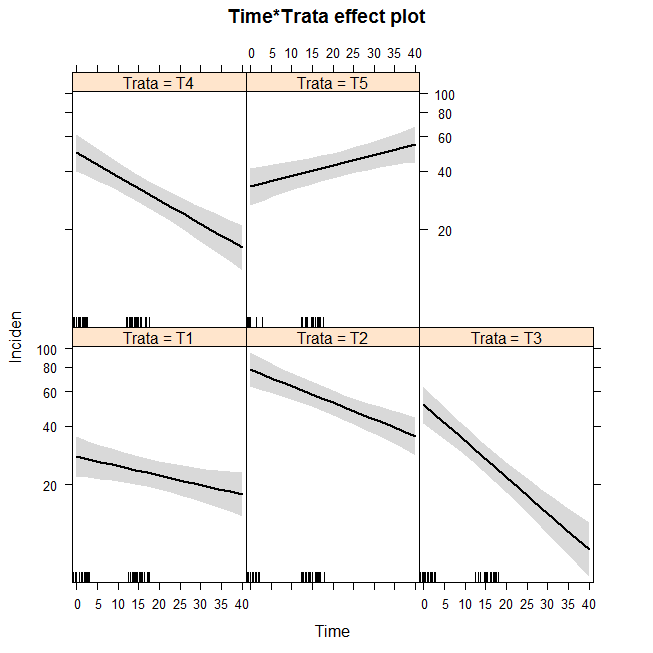 Time*Trata effect plot
0 5 10 15 20 25 30 35 40
Trata = T4
Trata = T5
100
80
60
40
20
Inciden
Trata = T1
Trata = T2
Trata = T3
100
80
60
40
20
0 5 10 15 20 25 30 35 40
0 5 10 15 20 25 30 35 40
Time